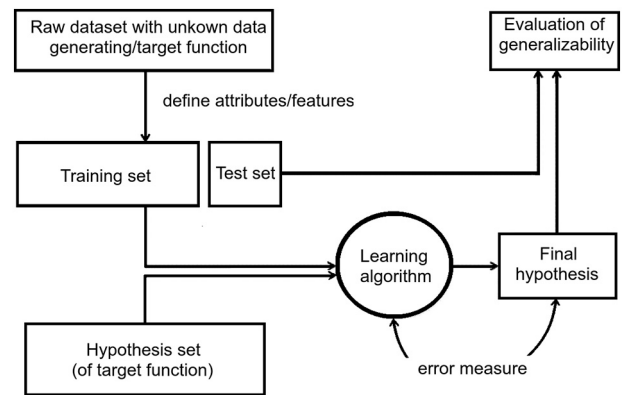 Raw dataset with unkown data
generating/target function
Evaluation of
generalizability
define attributes/features
Training set
Test set
Learning
algorithm
Final
hypothesis
Hypothesis set
(of target function)
error measure